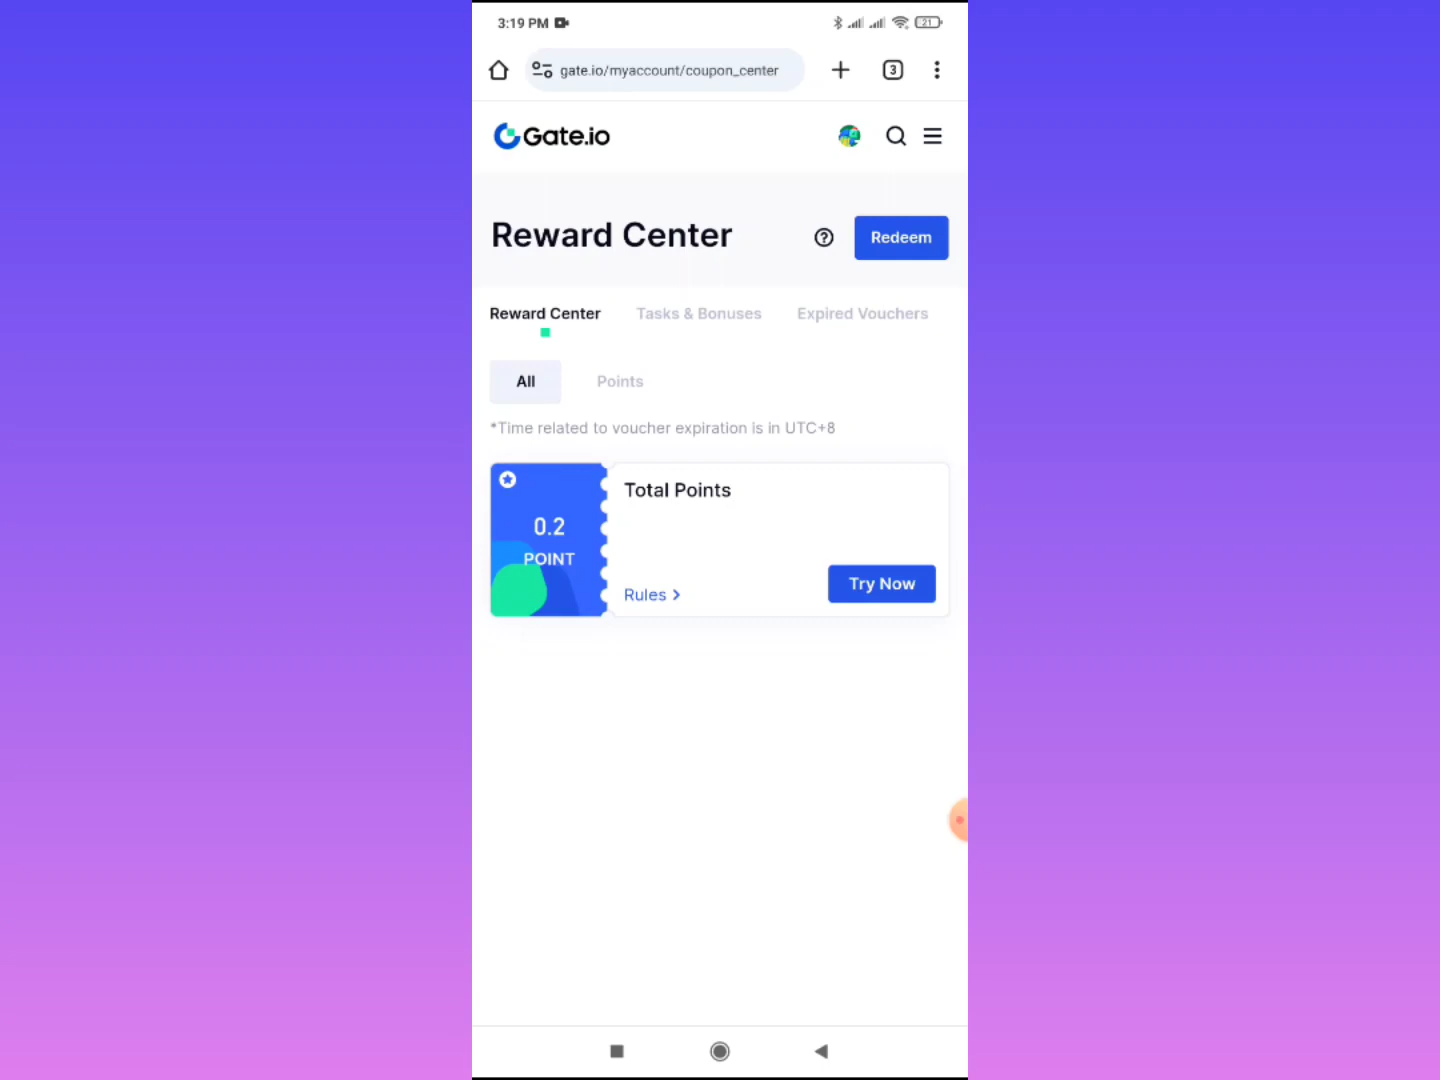 3:19 PM
21
gate.io/myaccount/coupon_center
3
Gate.io
Reward Center
Redeem
Reward Center
Tasks & Bonuses
Expired Vouchers
All
Points
*Time related to voucher expiration is in UTC+8
0.2
POINT
Total Points
Rules
Try Now